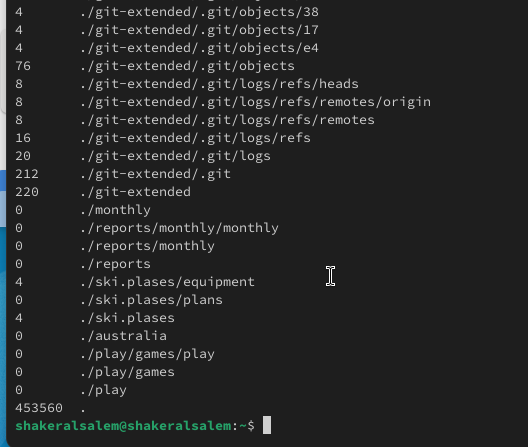 4       ./git-extended/.git/objects/38
4       ./git-extended/.git/objects/17
4       ./git-extended/.git/objects/e4
76      ./git-extended/.git/objects
8       ./git-extended/.git/logs/refs/heads
8       ./git-extended/.git/logs/refs/remotes/origin
8       ./git-extended/.git/logs/refs/remotes
16      ./git-extended/.git/logs/refs
20      ./git-extended/.git/logs
212     ./git-extended/.git
220     ./git-extended
0       ./monthly
0       ./reports/monthly/monthly
0       ./reports/monthly
0       ./reports
4       ./ski.plases/equipment
0       ./ski.plases/plans
4       ./ski.plases
0       ./australia
0       ./play/games/play
0       ./play/games
0       ./play
453560  .
shakeralsalem@shakeralsalem:~$